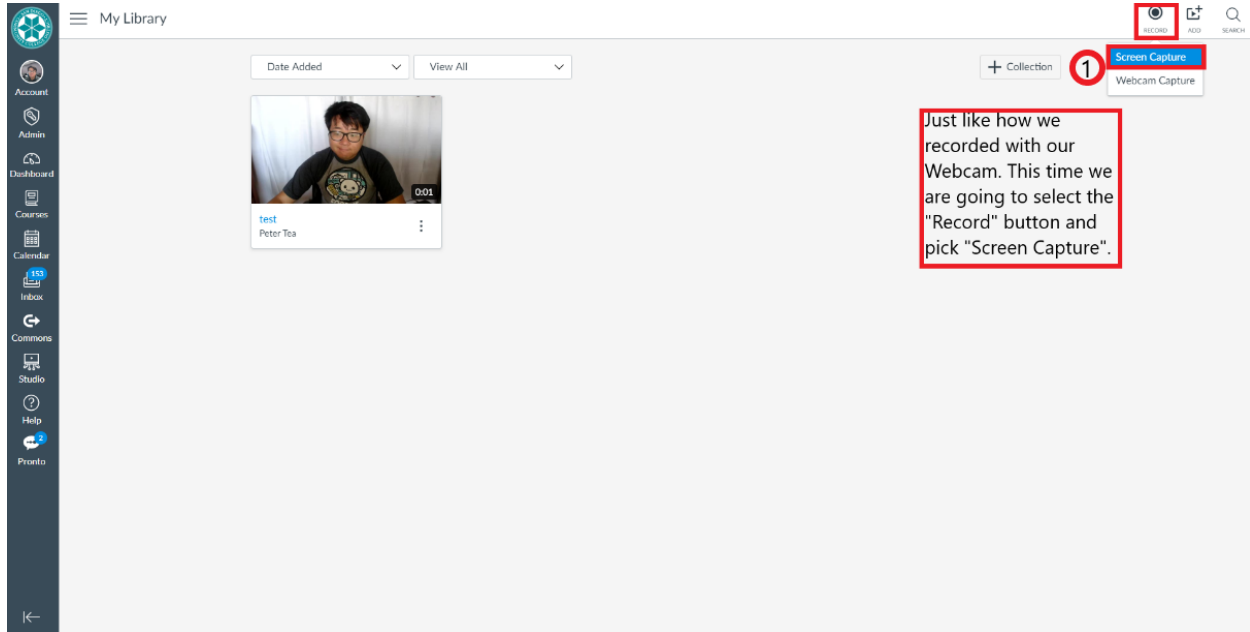 My Library
RECORD
ADD
SEARCH
Date Added
View All
Collection
1
Screen Capture
Webcam Capture
Account
Admin
Dashboard
Courses
Calendar
153
Inbox
Commons
Studio
Help
2
Pronto
0:01
test
Peter Tea
Just like how we
recorded with our
Webcam. This time we
are going to select the
"Record" button and
pick "Screen Capture".